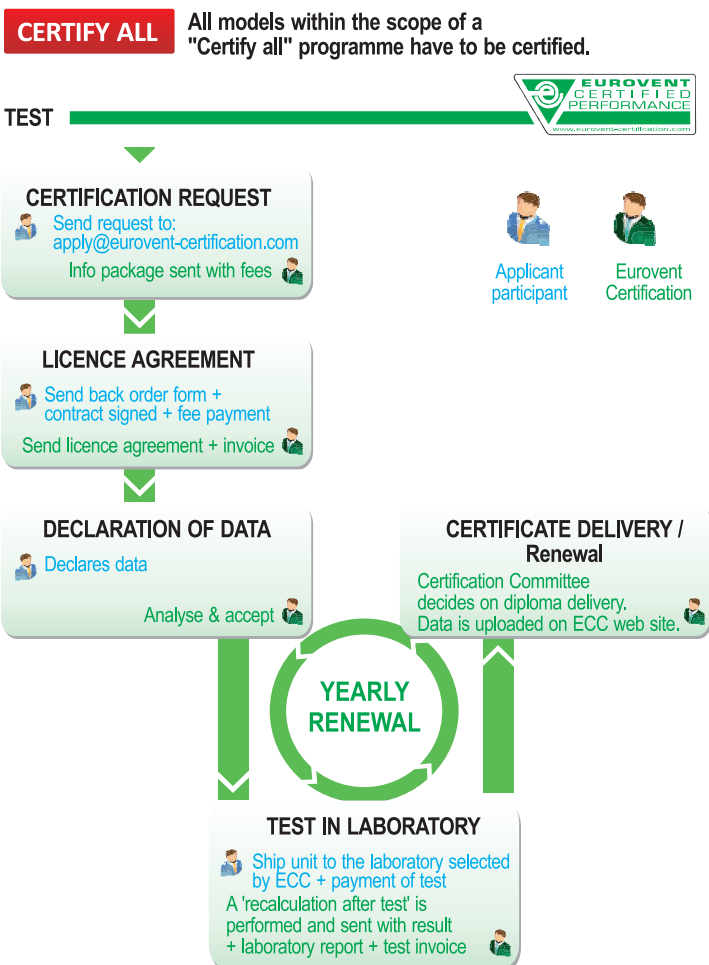 CERTIFY ALL
All models within the scope of a
"Certify all" programme have to be certified.
TEST
EUROVENT
CERTIFIED
PERFORMANCE
www.eurovent-certification.com
CERTIFICATION REQUEST
Send request to:
apply@eurovent-certification.com
Info package sent with fees
Applicant
participant
Eurovent
Certification
LICENCE AGREEMENT
Send back order form +
contract signed + fee payment
Send licence agreement + invoice
DECLARATION OF DATA
Declares data
Analyse & accept
CERTIFICATE DELIVERY /
Renewal
Certification Committee
decides on diploma delivery.
Data is uploaded on ECC web site.
YEARLY
RENEWAL
TEST IN LABORATORY
Ship unit to the laboratory selected
by ECC + payment of test
A 'recalculation after test' is
performed and sent with result
+ laboratory report + test invoice